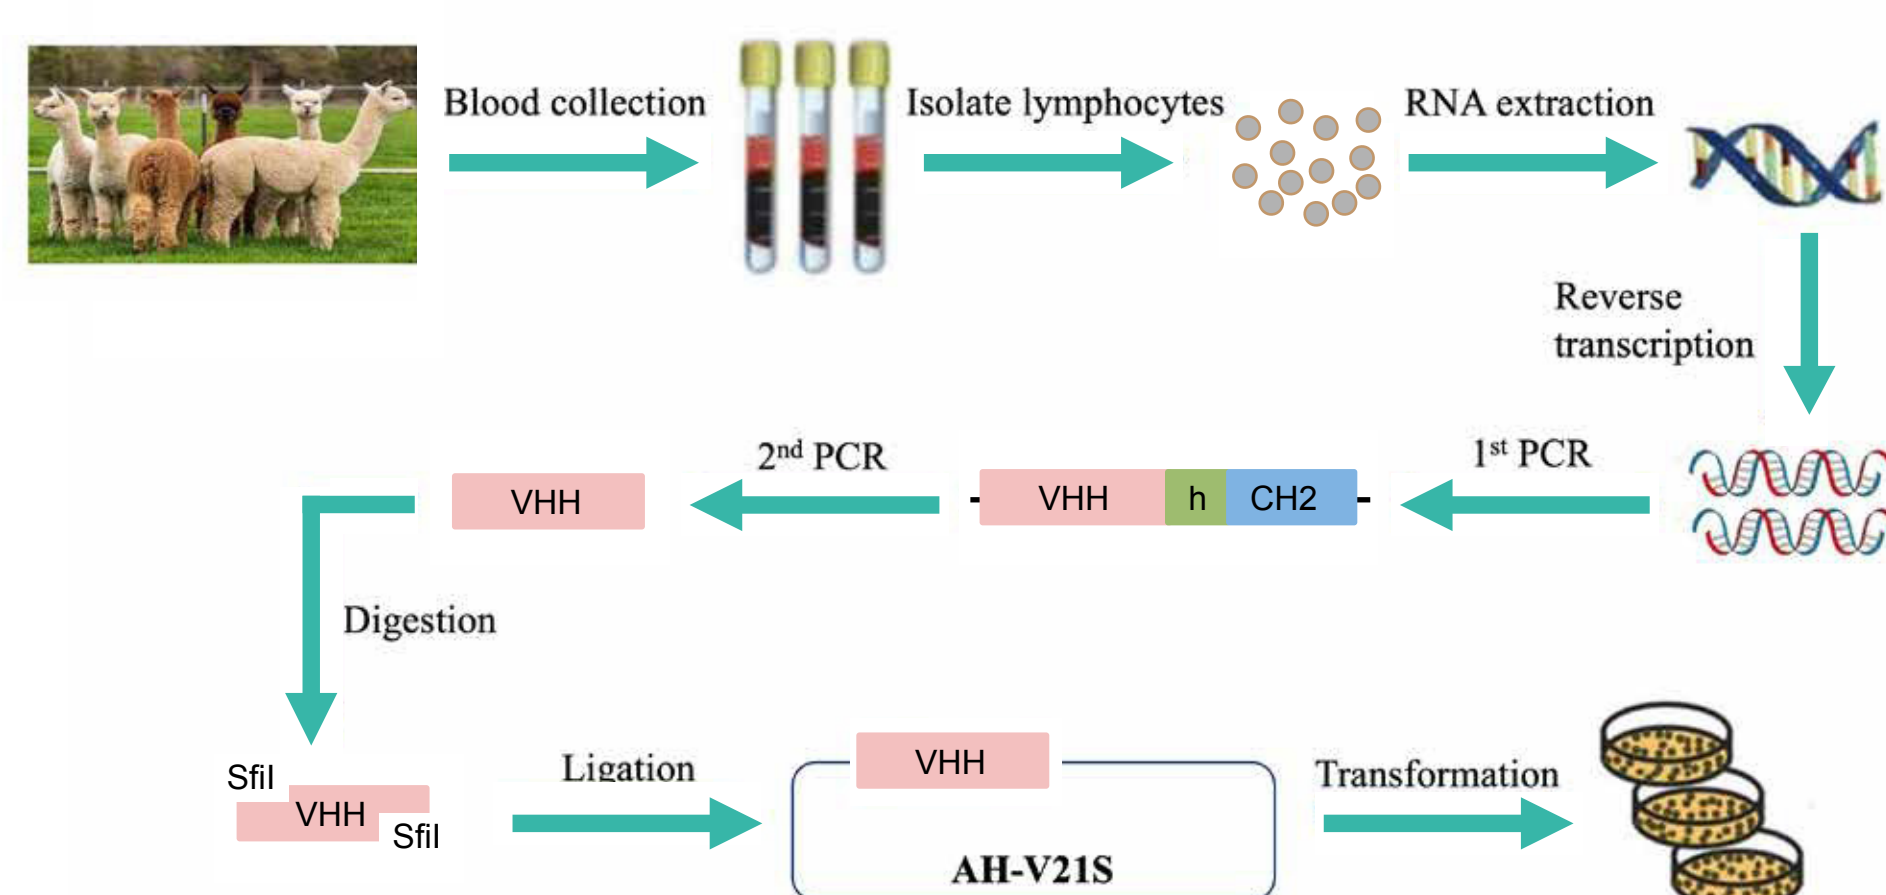 Blood collection
Isolate lymphocytes
RNA extraction
Reverse
transcription
1st PCR
VHH h CH2
2nd PCR
VHH
Digestion
SfiI
VHH
SfiI
Ligation
VHH
AH-V21S
Transformation